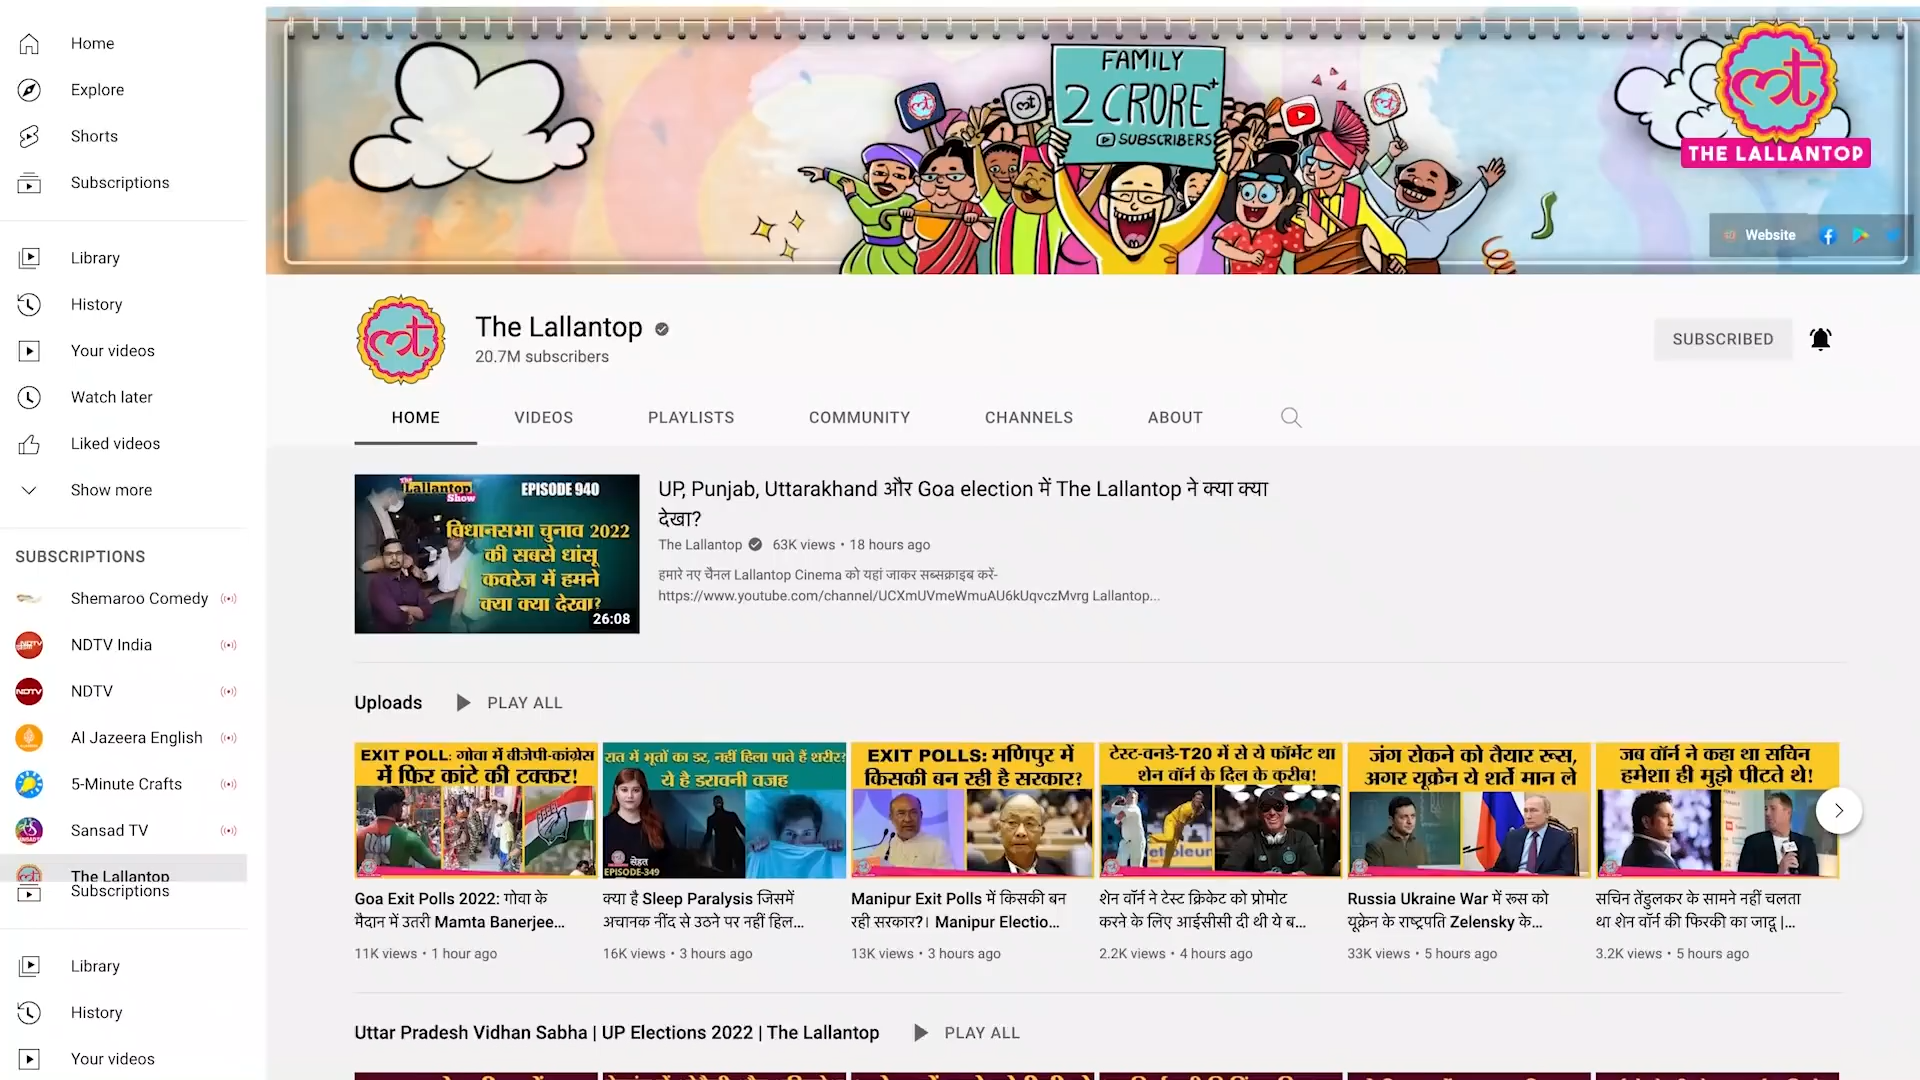 Home
Explore
Shorts
Subscriptions
Library
History
Your videos
Watch later
Liked videos
Show more
SUBSCRIPTIONS
Shemaroo Comedy
NDTV India
NDTV
Al Jazeera English
5-Minute Crafts
Sansad TV
The Lallantop
Subscriptions
Library
History
Your videos
FAMILY
2 CRORE+
SUBSCRIBERS
THE LALLANTOP
Website
The Lallantop
20.7M subscribers
SUBSCRIBED
HOME VIDEOS PLAYLISTS COMMUNITY CHANNELS ABOUT
The Lallantop Show
EPISODE 940
विधानसभा चुनाव 2022
की सबसे धांसू
कवरेज में हमने
क्या क्या देखा?
26:08
UP, Punjab, Uttarakhand और Goa election में The Lallantop ने क्या क्या
देखा?
The Lallantop 63K views • 18 hours ago
हमारे नए चैनल Lallantop Cinema को यहां जाकर सब्सक्राइब करें-
https://www.youtube.com/channel/UCXmUVmeWmuAU6kUqvczMvrg Lallantop...
Uploads PLAY ALL
EXIT POLL: गोवा में बीजेपी-कांग्रेस
में फिर कांटे की टक्कर!
Goa Exit Polls 2022: गोवा के
मैदान में उतरी Mamta Banerjee...
11K views • 1 hour ago
रात में भूतों का डर, नहीं हिला पाते हैं शरीर?
ये है डरावनी वजह
सेहत
EPISODE-349
क्या है Sleep Paralysis जिसमें
अचानक नींद से उठने पर नहीं हिल...
16K views • 3 hours ago
EXIT POLLS: मणिपुर में
किसकी बन रही है सरकार?
Manipur Exit Polls में किसकी बन
रही सरकार?। Manipur Electio...
13K views • 3 hours ago
टेस्ट-वनडे-T20 में से ये फॉर्मेट था
शेन वॉर्न के दिल के करीब!
शेन वॉर्न ने टेस्ट क्रिकेट को प्रोमोट
करने के लिए आईसीसी दी थी ये ब...
2.2K views • 4 hours ago
जंग रोकने को तैयार रूस,
अगर यूक्रेन ये शर्ते मान ले
Russia Ukraine War में रूस को
यूक्रेन के राष्ट्रपति Zelensky के...
33K views • 5 hours ago
जब वॉर्न ने कहा था सचिन
हमेशा ही मुझे पीटते थे!
सचिन तेंडुलकर के सामने नहीं चलता
था शेन वॉर्न की फिरकी का जादू |...
3.2K views • 5 hours ago
Uttar Pradesh Vidhan Sabha | UP Elections 2022 | The Lallantop PLAY ALL